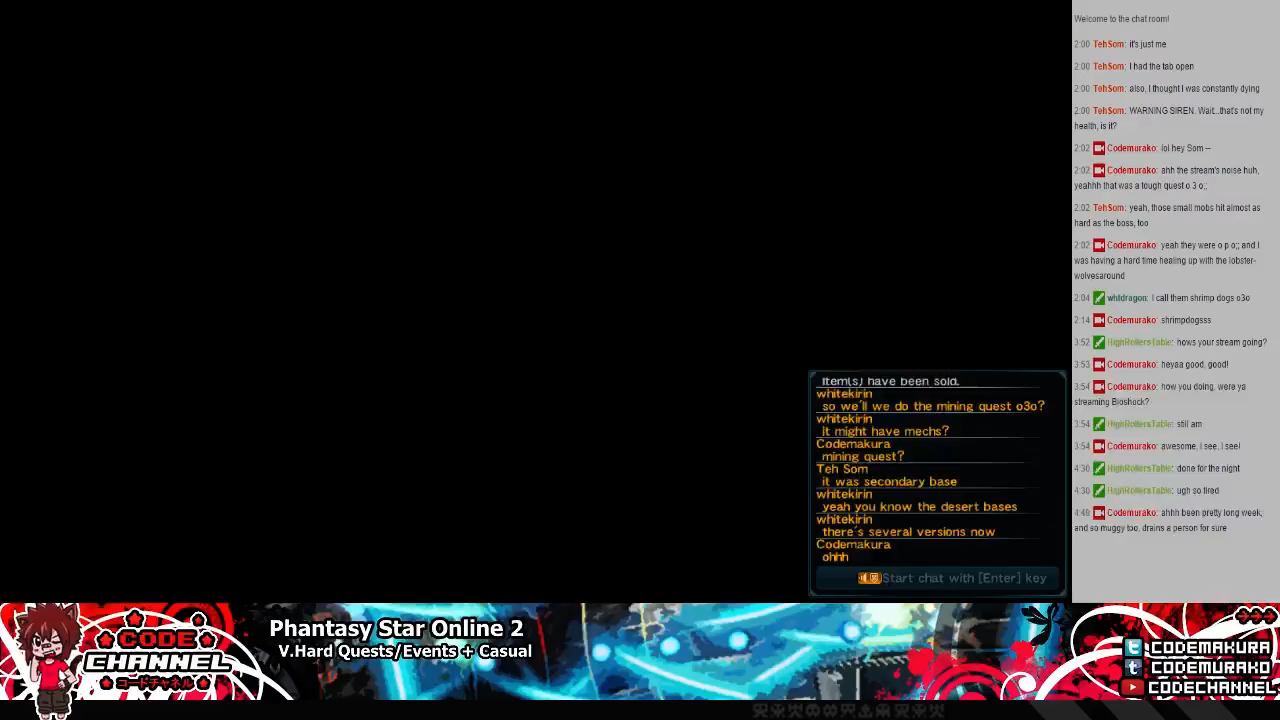 Welcome to the chat room!
2:00 TehSom: it's just me
2:00 TehSom: I had the tab open
2:00 TehSom: also, I thought I was constantly dying
2:00 TehSom: WARNING SIREN. Wait...that's not my
health, is it?
2:02 Codemurako: lol hey Som --
2:02 Codemurako: ahh the stream's noise huh,
yeahhh that was a tough quest o 3 o;;
2:02 TehSom: yeah, those small mobs hit almost as
hard as the boss, too
2:02 Codemurako: yeah they were o p o;; and I
was having a hard time healing up with the lobster-
wolvesaround
2:04 whtdragon: I call them shrimp dogs o3o
2:14 Codemurako: shrimpdogsss
3:52 HighRollersTable: hows your stream going?
3:53 Codemurako: heyaa good, good!
3:54 Codemurako: how you doing, were ya
streaming Bioshock?
3:54 HighRollersTable: still am
3:54 Codemurako: awesome, I see, I see!
4:30 HighRollersTable: done for the night
4:30 HighRollersTable: ugh so tired
4:46 Codemurako: ahhh been pretty long week,
and so muggy too, drains a person for sure
Item(s) have been sold.
whitekirin
so we'll we do the mining quest o3o?
whitekirin
it might have mechs?
Codemakura
mining quest?
Teh Som
it was secondary base
whitekirin
yeah you know the desert bases
whitekirin
there's several versions now
Codemakura
ohhh
Start chat with [Enter] key
CODE
CHANNEL
コードチャネル
Phantasy Star Online 2
V.Hard Quests/Events + Casual
CODEMAKURA
CODEMURAKO
CODECHANNEL